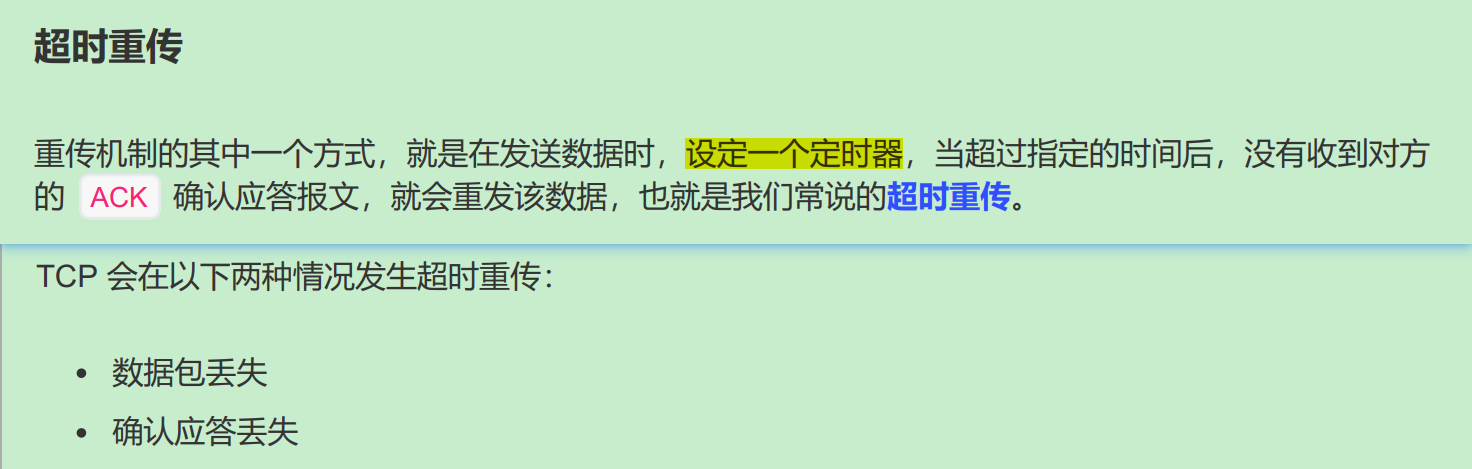 超时重传
重传机制的其中一个方式，就是在发送数据时，设定一个定时器，当超过指定的时间后，没有收到对方
的 ACK 确认应答报文，就会重发该数据，也就是我们常说的超时重传。
TCP 会在以下两种情况发生超时重传：
• 数据包丢失
• 确认应答丢失